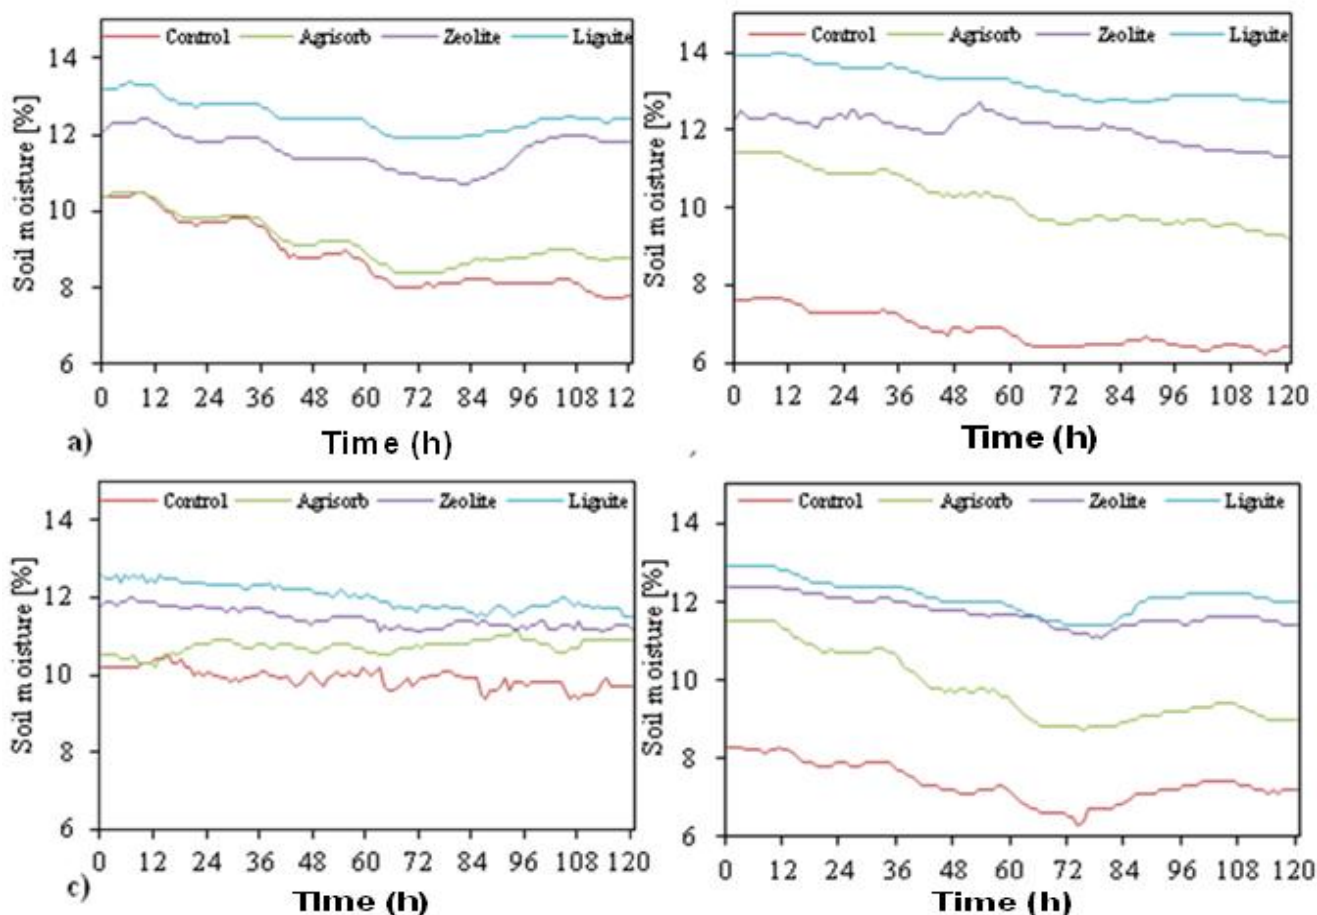 Control Agrisorb Zeolite Lignite
14
12
10
8
6
Soil moisture [%]
0 12 24 36 48 60 72 84 96 108 12
a) Time (h)
Control Agrisorb Zeolite Lignite
14
12
10
8
6
Soil moisture [%]
0 12 24 36 48 60 72 84 96 108 120
Time (h)
Control Agrisorb Zeolite Lignite
14
12
10
8
6
Soil moisture [%]
0 12 24 36 48 60 72 84 96 108 120
c) Time (h)
Control Agrisorb Zeolite Lignite
14
12
10
8
6
Soil moisture [%]
0 12 24 36 48 60 72 84 96 108 120
Time (h)